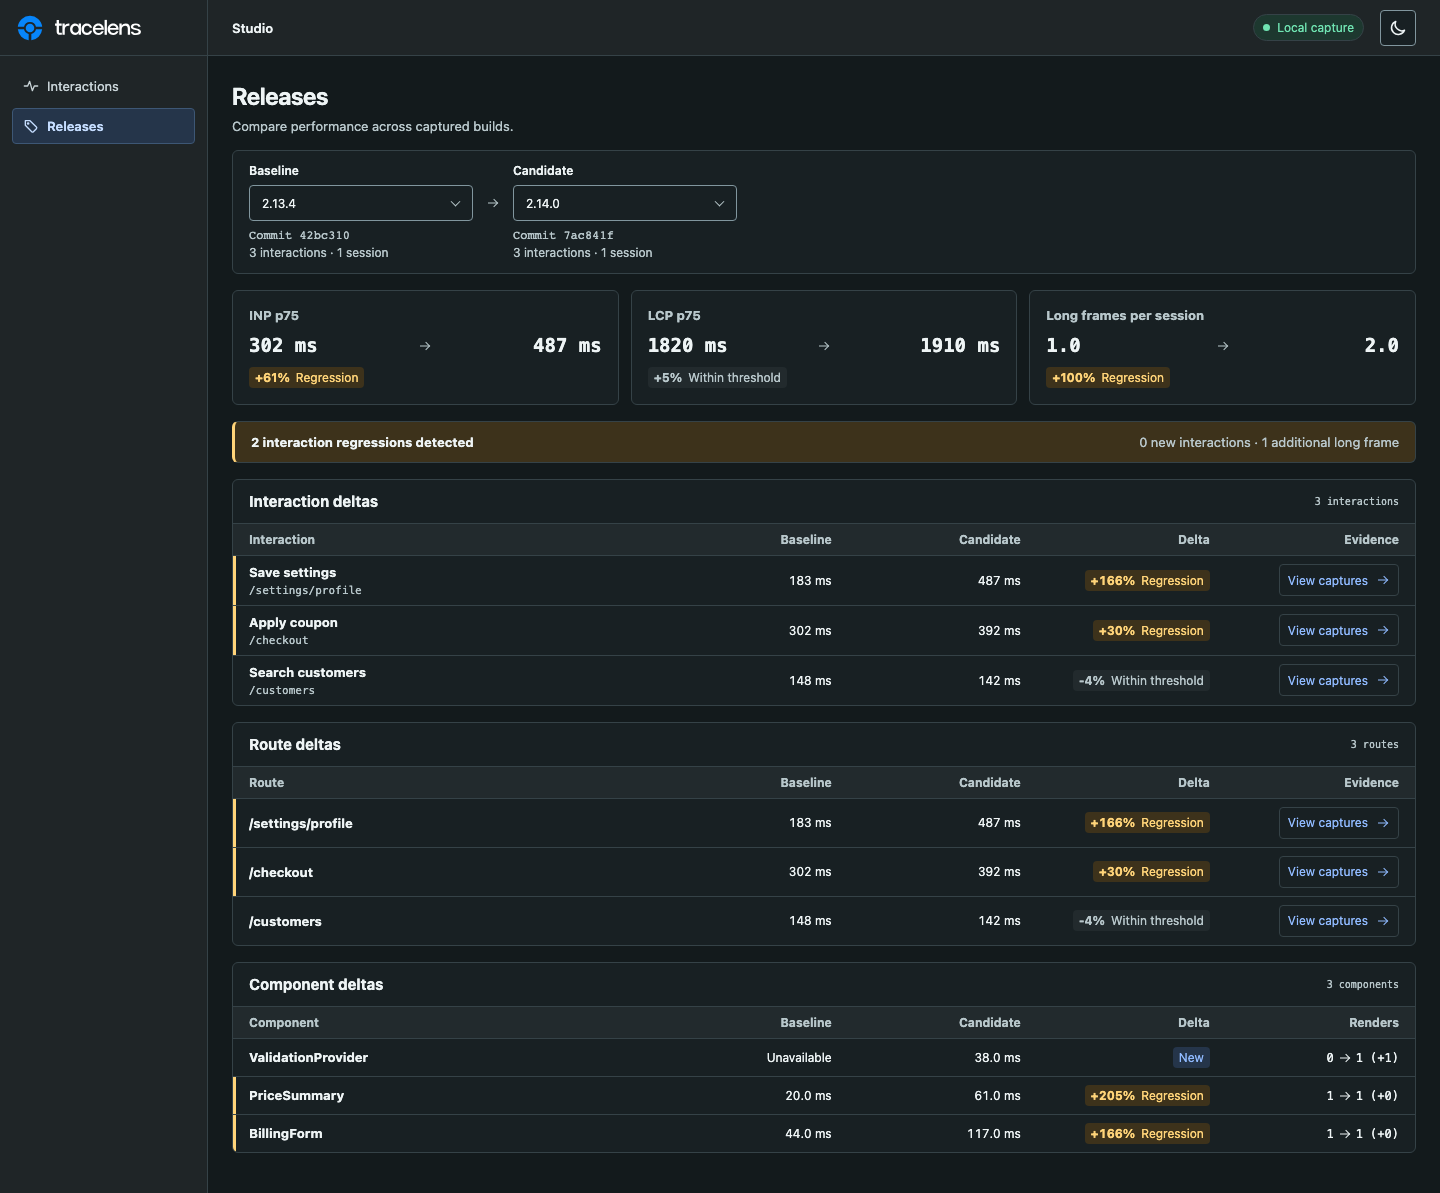 tracelens
Studio
Local capture
Interactions
Releases
Releases
Compare performance across captured builds.
Baseline
2.13.4
Commit 42bc310
3 interactions · 1 session
→
Candidate
2.14.0
Commit 7ac841f
3 interactions · 1 session
INP p75
302 ms → 487 ms
+61% Regression
LCP p75
1820 ms → 1910 ms
+5% Within threshold
Long frames per session
1.0 → 2.0
+100% Regression
2 interaction regressions detected
0 new interactions · 1 additional long frame
Interaction deltas
3 interactions
Interaction Baseline Candidate Delta Evidence
Save settings 183 ms 487 ms +166% Regression View captures →
/settings/profile
Apply coupon 302 ms 392 ms +30% Regression View captures →
/checkout
Search customers 148 ms 142 ms -4% Within threshold View captures →
/customers
Route deltas
3 routes
Route Baseline Candidate Delta Evidence
/settings/profile 183 ms 487 ms +166% Regression View captures →
/checkout 302 ms 392 ms +30% Regression View captures →
/customers 148 ms 142 ms -4% Within threshold View captures →
Component deltas
3 components
Component Baseline Candidate Delta Renders
ValidationProvider Unavailable 38.0 ms New 0 → 1 (+1)
PriceSummary 20.0 ms 61.0 ms +205% Regression 1 → 1 (+0)
BillingForm 44.0 ms 117.0 ms +166% Regression 1 → 1 (+0)